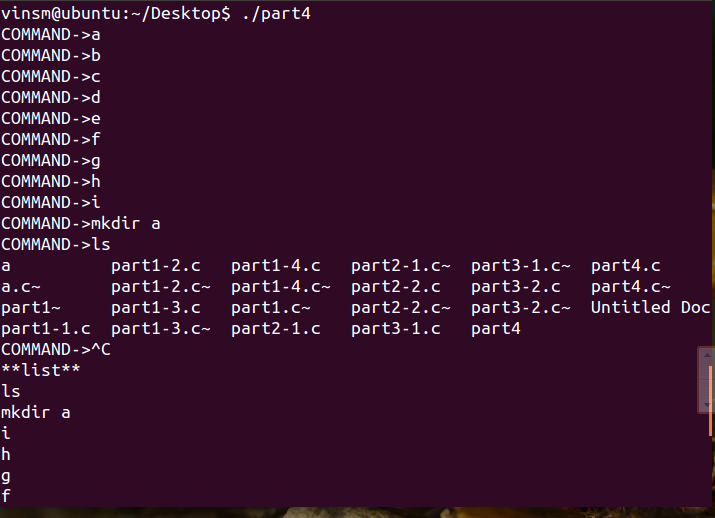 vinsm@ubuntu:~/Desktop$ ./part4
COMMAND->a
COMMAND->b
COMMAND->c
COMMAND->d
COMMAND->e
COMMAND->f
COMMAND->g
COMMAND->h
COMMAND->i
COMMAND->mkdir a
COMMAND->ls
a part1-2.c part1-4.c part2-1.c~ part3-1.c~ part4.c
a.c~ part1-2.c~ part1-4.c~ part2-2.c part3-2.c part4.c~
part1~ part1-3.c part1.c~ part2-2.c~ part3-2.c~ Untitled Doc
part1-1.c part1-3.c~ part2-1.c part3-1.c part4
COMMAND->^C
**list**
ls
mkdir a
i
h
g
f